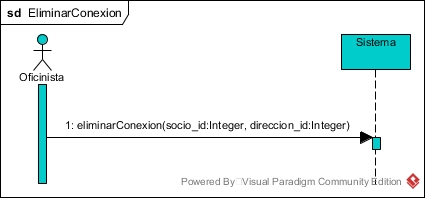 sd EliminarConexion
Oficinista
Sistema
1: eliminarConexion(socio_id:Integer, direccion_id:Integer)
Powered By Visual Paradigm Community Edition